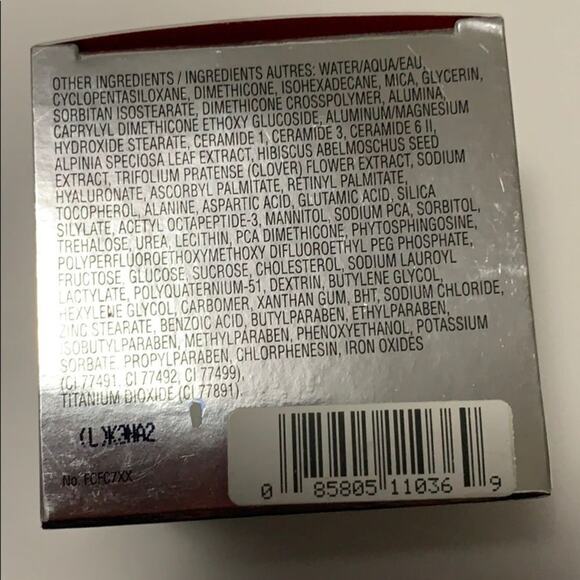 OTHER INGREDIENTS / INGREDIENTS AUTRES: WATER/AQUA/EAU,
CYCLOPENTASILOXANE, DIMETHICONE, ISOHEXADECANE, MICA, GLYCERIN,
SORBITAN ISOSTEARATE, DIMETHICONE CROSSPOLYMER, ALUMINA,
CAPRYLYL DIMETHICONE ETHOXY GLUCOSIDE, ALUMINUM/MAGNESIUM
HYDROXIDE STEARATE, CERAMIDE 1, CERAMIDE 3, CERAMIDE 6 II,
ALPINIA SPECIOSA LEAF EXTRACT, HIBISCUS ABELMOSCHUS SEED
EXTRACT, TRIFOLIUM PRATENSE (CLOVER) FLOWER EXTRACT, SODIUM
HYALURONATE, ASCORBYL PALMITATE, RETINYL PALMITATE,
TOCOPHEROL, ALANINE, ASPARTIC ACID, GLUTAMIC ACID, SILICA
SILYLATE, ACETYL OCTAPEPTIDE-3, MANNITOL, SODIUM PCA, SORBITOL,
TREHALOSE, UREA, LECITHIN, PCA DIMETHICONE, PHYTOSPHINGOSINE,
POLYPERFLUOROETHOXYMETHOXY DIFLUOROETHYL PEG PHOSPHATE,
FRUCTOSE, GLUCOSE, SUCROSE, CHOLESTEROL, SODIUM LAUROYL
LACTYLATE, POLYQUATERNIUM-51, DEXTRIN, BUTYLENE GLYCOL,
HEXYLENE GLYCOL, CARBOMER, XANTHAN GUM, BHT, SODIUM CHLORIDE,
ZINC STEARATE, BENZOIC ACID, BUTYLPARABEN, ETHYLPARABEN,
ISOBUTYLPARABEN, METHYLPARABEN, PHENOXYETHANOL, POTASSIUM
SORBATE, PROPYLPARABEN, CHLORPHENESIN, IRON OXIDES
(CI 77491, CI 77492, CI 77499),
TITANIUM DIOXIDE (CI 77891).
No. FCFC7XX
0 85805 11036 9